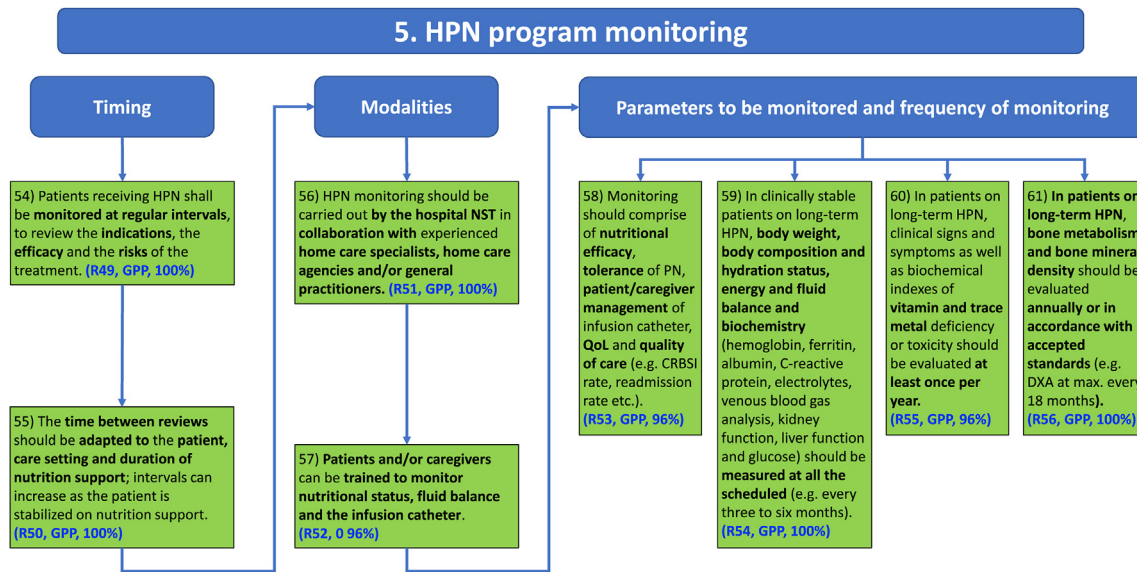 5. HPN program monitoring
Timing
54) Patients receiving HPN shall
be monitored at regular intervals,
to review the indications, the
efficacy and the risks of the
treatment. (R49, GPP, 100%)
55) The time between reviews
should be adapted to the patient,
care setting and duration of
nutrition support; intervals can
increase as the patient is
stabilized on nutrition support.
(R50, GPP, 100%)
Modalities
56) HPN monitoring should be
carried out by the hospital NST in
collaboration with experienced
home care specialists, home care
agencies and/or general
practitioners. (R51, GPP, 100%)
57) Patients and/or caregivers
can be trained to monitor
nutritional status, fluid balance
and the infusion catheter.
(R52, 0 96%)
Parameters to be monitored and frequency of monitoring
58) Monitoring
should comprise
of nutritional
efficacy,
tolerance of PN,
patient/caregiver
management of
infusion catheter,
QoL and quality
of care (e.g. CRBSI
rate, readmission
rate etc.).
(R53, GPP, 96%)
59) In clinically stable
patients on long-term
HPN, body weight,
body composition and
hydration status,
energy and fluid
balance and
biochemistry
(hemoglobin, ferritin,
albumin, C-reactive
protein, electrolytes,
venous blood gas
analysis, kidney
function, liver function
and glucose) should be
measured at all the
scheduled (e.g. every
three to six months).
(R54, GPP, 100%)
60) In patients on
long-term HPN,
clinical signs and
symptoms as well
as biochemical
indexes of
vitamin and trace
metal deficiency
or toxicity should
be evaluated at
least once per
year.
(R55, GPP, 96%)
61) In patients on
long-term HPN,
bone metabolism
and bone mineral
density should be
evaluated
annually or in
accordance with
accepted
standards (e.g.
DXA at max. every
18 months).
(R56, GPP, 100%)